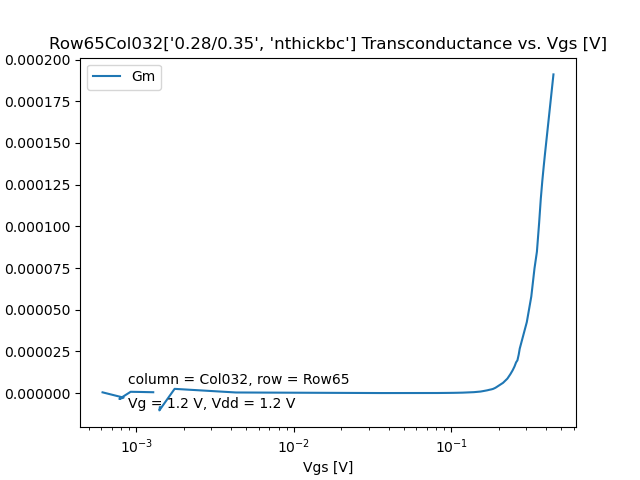 Row65Col032['0.28/0.35', 'nthickbc'] Transconductance vs. Vgs [V]
Gm
0.000200
0.000175
0.000150
0.000125
0.000100
0.000075
0.000050
0.000025
0.000000
column = Col032, row = Row65
Vg = 1.2 V, Vdd = 1.2 V
10⁻³
10⁻²
10⁻¹
Vgs [V]